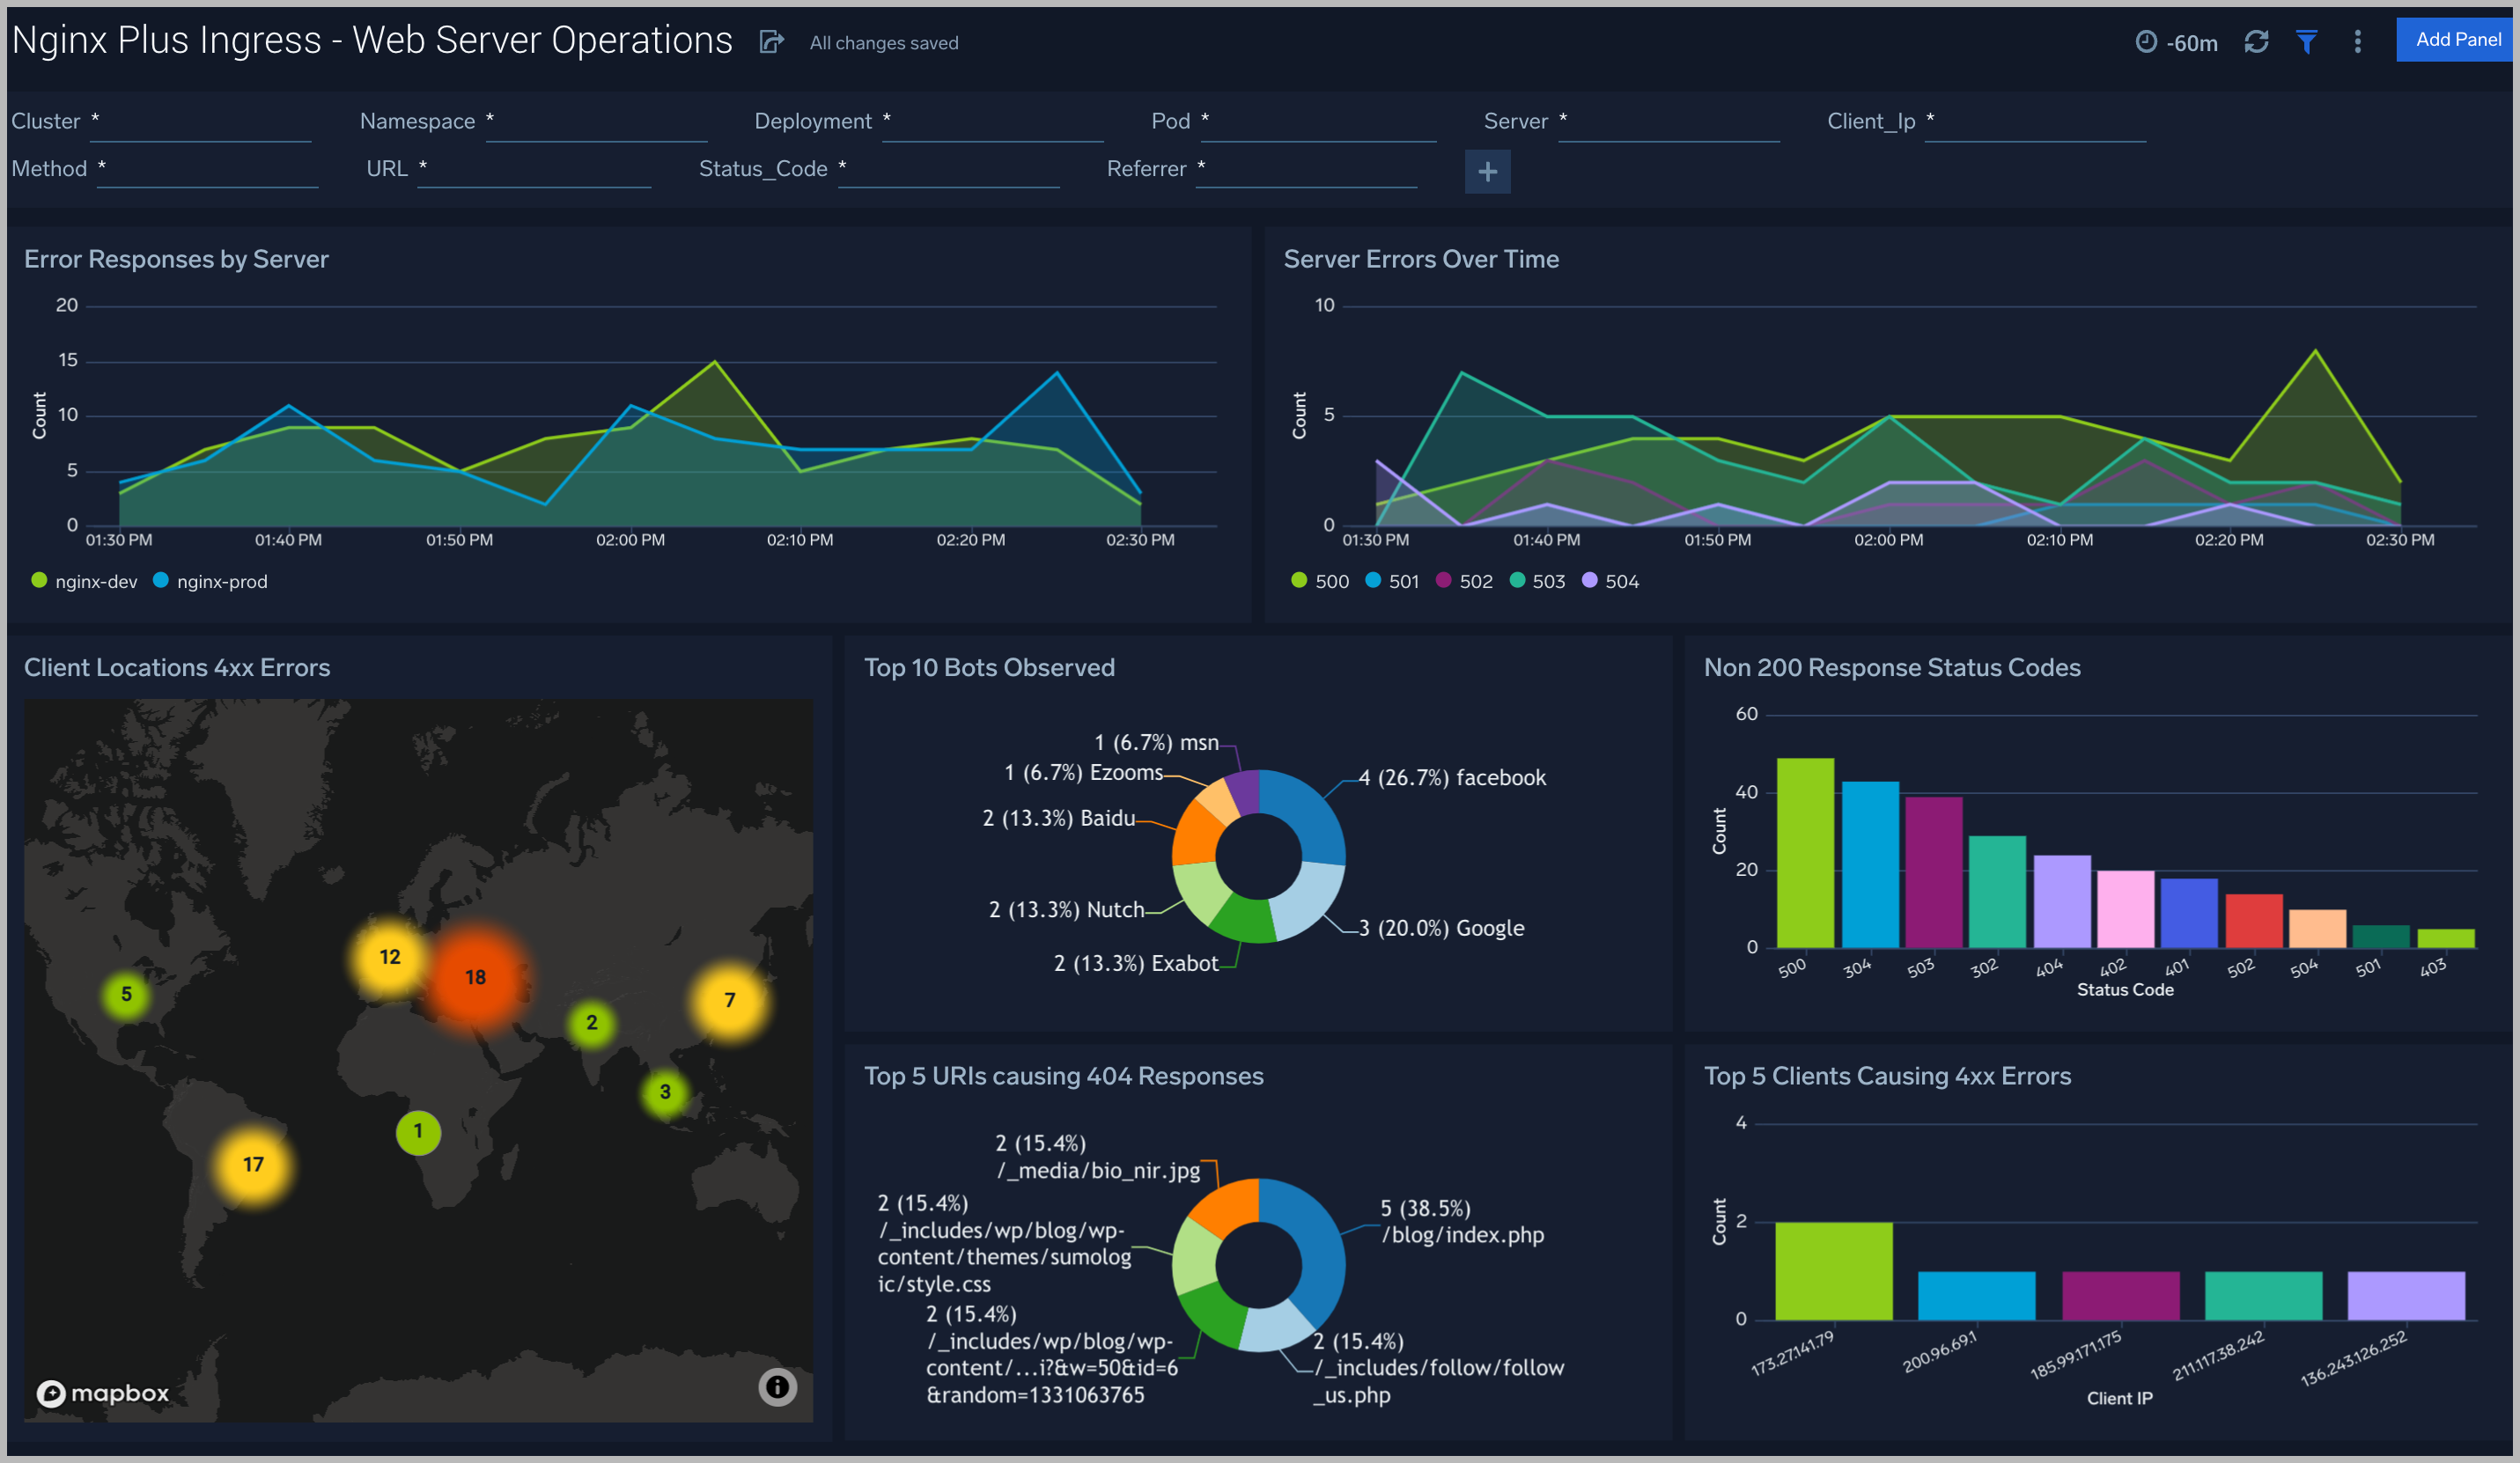 Nginx Plus Ingress - Web Server Operations
All changes saved
-60m
Add Panel
Cluster *
Namespace *
Deployment *
Pod *
Server *
Client_Ip *
Method *
URL *
Status_Code *
Referrer *
+
Error Responses by Server
20
15
10
5
0
Count
01:30 PM
01:40 PM
01:50 PM
02:00 PM
02:10 PM
02:20 PM
02:30 PM
nginx-dev
nginx-prod
Server Errors Over Time
10
5
0
Count
01:30 PM
01:40 PM
01:50 PM
02:00 PM
02:10 PM
02:20 PM
02:30 PM
500
501
502
503
504
Client Locations 4xx Errors
12
18
5
7
2
3
1
17
mapbox
Top 10 Bots Observed
1 (6.7%) msn
1 (6.7%) Ezooms
4 (26.7%) facebook
2 (13.3%) Baidu
2 (13.3%) Nutch
3 (20.0%) Google
2 (13.3%) Exabot
Non 200 Response Status Codes
60
40
20
0
Count
500
304
503
302
404
402
401
502
504
501
403
Status Code
Top 5 URIs causing 404 Responses
2 (15.4%)
/_media/bio_nir.jpg
2 (15.4%)
/_includes/wp/blog/wp-
content/themes/sumolog
ic/style.css
5 (38.5%)
/blog/index.php
2 (15.4%)
/_includes/wp/blog/wp-
content/...i?&tw=50&tid=6
&random=1331063765
2 (15.4%)
/_includes/follow/follow
_us.php
Top 5 Clients Causing 4xx Errors
4
2
0
Count
173.27.141.79
200.96.69.1
185.99.171.175
211.117.38.242
136.243.126.252
Client IP